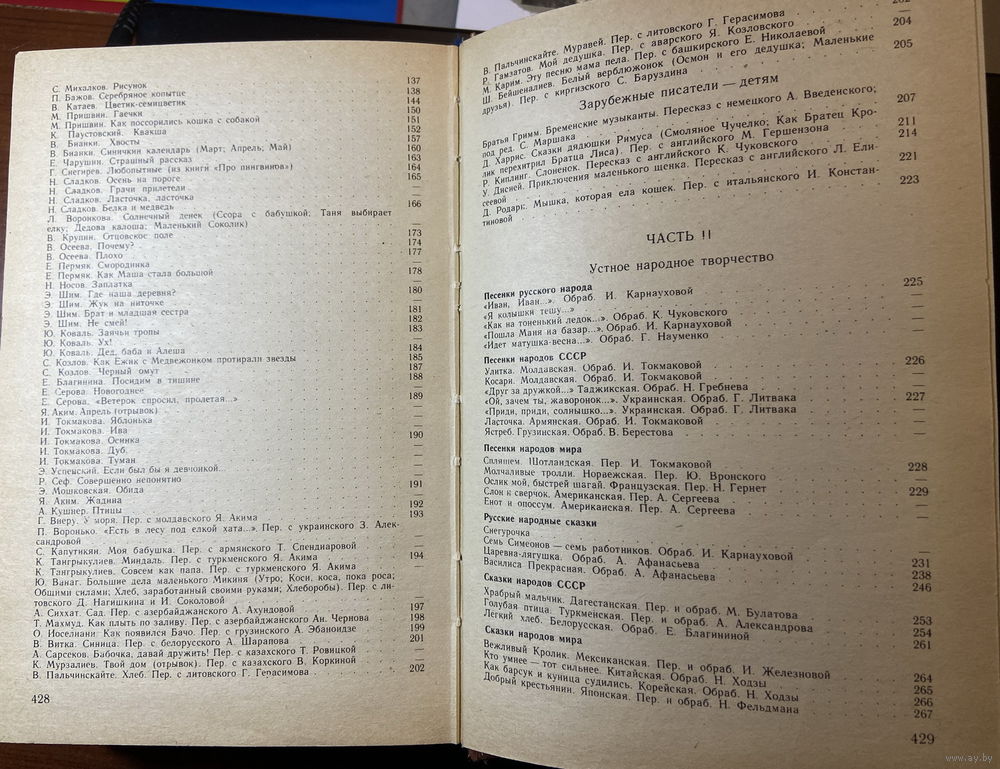 С. Михалков. Рисунок 137
П. Бажов. Серебряное копытце 138
В. Катаев. Цветик-семицветик 144
М. Пришвин. Гаечки 150
М. Пришвин. Как поссорились кошка с собакой 151
К. Паустовский. Квакша 152
В. Бианки. Хвосты 157
В. Бианки. Синичкин календарь (Март; Апрель; Май) 160
Е. Чарушин. Страшный рассказ 163
Г. Снегирев. Любопытные (из книги «Про пингвинов») 164
Н. Сладков. Осень на пороге 165
Н. Сладков. Грачи прилетели —
Н. Сладков. Ласточка, ласточка —
Н. Сладков. Белка и медведь 166
Л. Воронкова. Солнечный денек (Ссора с бабушкой; Таня выбирает
елку; Дедова калоша; Маленький Соколик) —
В. Крупин. Отцовское поле 173
В. Осеева. Почему? 174
В. Осеева. Плохо 177
Е. Пермяк. Смородинка —
Е. Пермяк. Как Маша стала большой 178
Н. Носов. Заплатка —
Э. Шим. Где наша деревня? 180
Э. Шим. Жук на ниточке —
Э. Шим. Брат и младшая сестра 181
Э. Шим. Не смей! 182
Ю. Коваль. Заячьи тропы 183
Ю. Коваль. Ух! —
Ю. Коваль. Дед, баба и Алеша 184
С. Козлов. Как Ежик с Медвежонком протирали звезды 185
С. Козлов. Черный омут 187
Е. Благинина. Посидим в тишине 188
Е. Серова. Новогоднее —
Е. Серова. «Ветерок спросил, пролетая...» 189
Я. Аким. Апрель (отрывок) —
И. Токмакова. Яблонька —
И. Токмакова. Ива —
И. Токмакова. Осинка 190
И. Токмакова. Дуб. —
И. Токмакова. Туман —
Э. Успенский. Если был бы я девчонкой... —
Р. Сеф. Совершенно непонятно —
Э. Мошковская. Обида 191
Я. Аким. Жадина —
А. Кушнер. Птицы 192
Г. Виеру. У моря. Пер. с молдавского Я. Акима 193
П. Воронько. «Есть в лесу под елкой хата...». Пер. с украинского З. Алек-
сандровой —
С. Капутикян. Моя бабушка. Пер. с армянского Т. Спендиаровой —
К. Тангрыкулиев. Миндаль. Пер. с туркменского Я. Акима 194
К. Тангрыкулиев. Совсем как папа. Пер. с туркменского Я. Акима —
Ю. Ванаг. Большие дела маленького Микиня (Утро; Коси, коса, пока роса;
Общими силами; Хлеб, заработанный своими руками; Хлеборобы). Пер. с ли-
товского Д. Нагишкина и И. Соколовой —
А. Сиххат. Сад. Пер. с азербайджанского А. Ахундовой 197
Т. Махмуд. Как плыть по заливу. Пер. с азербайджанского Ан. Чернова 198
О. Иоселиани. Как появился Бачо. Пер. с грузинского А. Эбаноидзе 199
В. Витка. Синица. Пер. с белорусского А. Шарапова 201
А. Сарсеков. Бабочка, давай дружить! Пер. с казахского Т. Ровицкой —
К. Мурзалиев. Твой дом (отрывок). Пер. с казахского В. Коркиной —
В. Пальчинскайте. Хлеб. Пер. с литовского Г. Герасимова 202
428
В. Пальчинскайте. Муравей. Пер. с литовского Г. Герасимова
Р. Гамзатов. Мой дедушка. Пер. с аварского Я. Козловского 204
М. Карим. Эту песню мама пела. Пер. с башкирского Е. Николаевой
Ш. Бейшеналиев. Белый верблюжонок (Осмон и его дедушка; Маленькие 205
друзья). Пер. с киргизского С. Баруздина
Зарубежные писатели — детям
Братья Гримм. Бременские музыканты. Пересказ с немецкого А. Введенского;
под ред. С. Маршака 207
Д. Харрис. Сказки дядюшки Римуса (Смоляное Чучелко; Как Братец Кро-
лик перехитрил Братца Лиса). Пер. с английского М. Гершензона 211
Р. Киплинг. Слоненок. Пересказ с английского К. Чуковского 214
У. Дисней. Приключения маленького щенка. Пересказ с английского Л. Ели-
сеевой 221
Д. Родари. Мышка, которая ела кошек. Пер. с итальянского И. Констан-
тиновой 223
ЧАСТЬ II
Устное народное творчество
Песенки русского народа
«Иван, Иван...». Обраб. И. Карнауховой 225
«Я колышки тешу...» —
«Как на тоненький ледок...». Обраб. К. Чуковского —
«Пошла Маня на базар...». Обраб. И. Карнауховой —
«Идет матушка-весна...». Обраб. Г. Науменко —
Песенки народов СССР
Улитка. Молдавская. Обраб. И. Токмаковой 226
Косари. Молдавская. Обраб. И. Токмаковой —
«Друг за дружкой...» Таджикская. Обраб. Н. Гребнева —
«Ой, зачем ты, жаворонок...». Украинская. Обраб. Г. Литвака 227
«Приди, приди, солнышко...». Украинская. Обраб. Г. Литвака —
Ласточка. Армянская. Обраб. И. Токмаковой —
Ястреб. Грузинская. Обраб. В. Берестова —
Песенки народов мира
Спляшем. Шотландская. Пер. И. Токмаковой 228
Молчаливые тролли. Норвежская. Пер. Ю. Вронского —
Ослик мой, быстрей шагай. Французская. Пер. Н. Гернет 229
Слон и сверчок. Американская. Пер. А. Сергеева —
Енот и опоссум. Американская. Пер. А. Сергеева —
Русские народные сказки
Снегурочка —
Семь Симеонов — семь работников. Обраб. И. Карнауховой 231
Царевна-лягушка. Обраб. А. Афанасьева 238
Василиса Прекрасная. Обраб. А. Афанасьева 246
Сказки народов СССР
Храбрый мальчик. Дагестанская. Пер. и обраб. М. Булатова 253
Голубая птица. Туркменская. Пер. и обраб. А. Александрова 254
Легкий хлеб. Белорусская. Обраб. Е. Благининой 261
Сказки народов мира
Вежливый Кролик. Мексиканская. Пер. и обраб. И. Железновой 264
Кто умнее — тот сильнее. Китайская. Обраб. Н. Ходзы 265
Как барсук и куница судились. Корейская. Обраб. Н. Ходзы 266
Добрый крестьянин. Японская. Пер. и обраб. Н. Фельдмана 267
429
www.ay.by